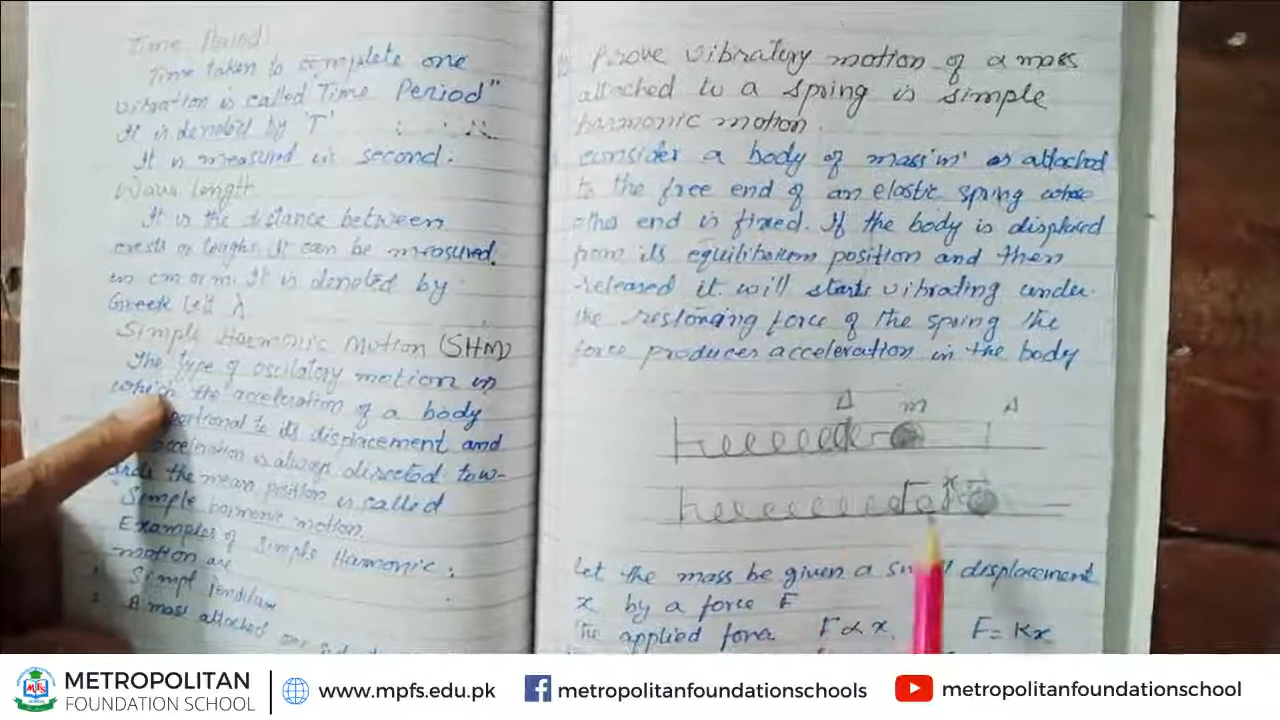 Time Period
Time taken to complete one
vibration is called "Time Period"
It is denoted by 'T'
It is measured in second.
Wave length
It is the distance between
crests or toughs. It can be measured
in cm or m. It is denoted by
Greek λ
Simple Harmonic Motion (SHM)
The type of oscilatory motion in
which the acceleration of a body
to its displacement and
is always directed tow-
ards the mean position is called
Simple harmonic motion.
Examples of Simple Harmonic
motion are
1 Simpl Pendulum
2 A mass attached
Prove vibratory motion of a mass
attached to a spring is simple
harmonic motion.
consider a body of mass 'm' as attached
to the free end of an elastic spring whose
other end is fixed. If the body is displaced
from its equilibrium position and then
released it will starts vibrating under
the restoring force of the spring the
force produces acceleration in the body
m
x
Let the mass be given a displacement
x by a force F
The applied force F∝x. F=Kx
METROPOLITAN
FOUNDATION SCHOOL
www.mpfs.edu.pk
metropolitanfoundationschools
metropolitanfoundationschool